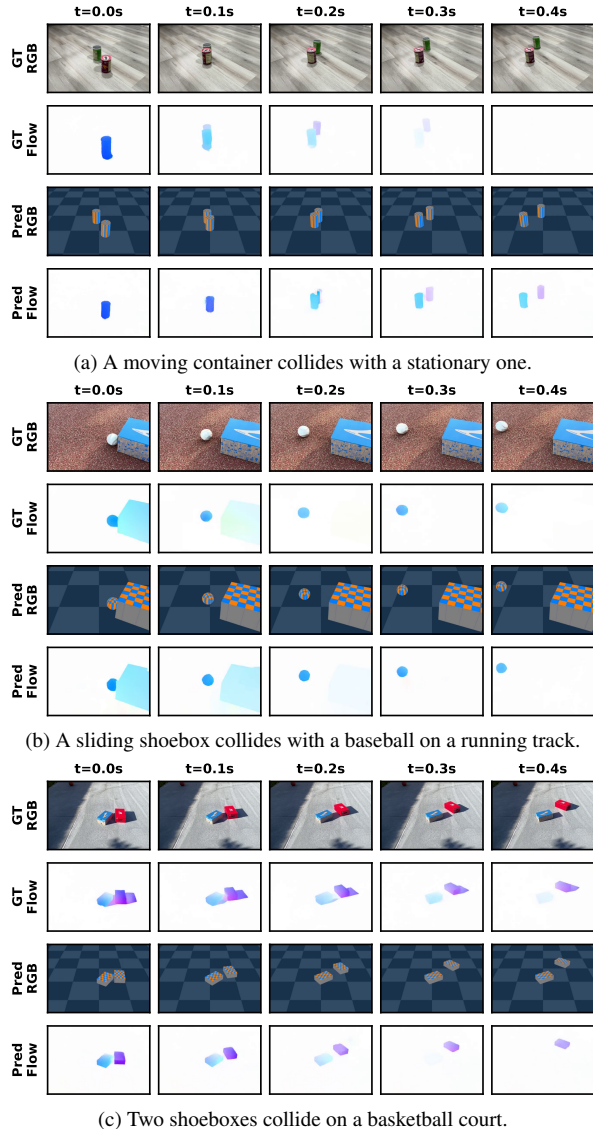 t=0.0s t=0.1s t=0.2s t=0.3s t=0.4s
GT RGB
GT Flow
Pred RGB
Pred Flow
(a) A moving container collides with a stationary one.
t=0.0s t=0.1s t=0.2s t=0.3s t=0.4s
GT RGB
GT Flow
Pred RGB
Pred Flow
(b) A sliding shoebox collides with a baseball on a running track.
t=0.0s t=0.1s t=0.2s t=0.3s t=0.4s
GT RGB
GT Flow
Pred RGB
Pred Flow
(c) Two shoeboxes collide on a basketball court.